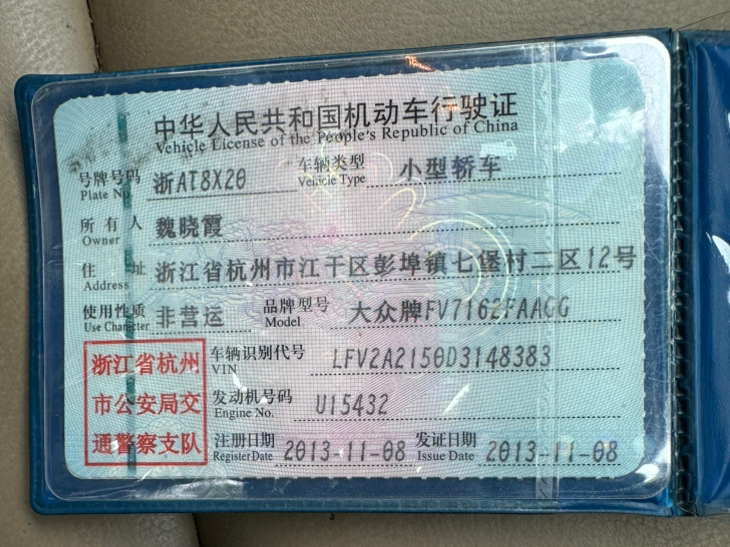 中华人民共和国机动车行驶证
Vehicle License of the People's Republic of China
号牌号码 Plate No. 浙AT8X20 车辆类型 Vehicle Type 小型轿车
所有人 Owner 魏晓霞
住址 Address 浙江省杭州市江干区彭埠镇七堡村二区12号
使用性质 Use Character 非营运 品牌型号 Model 大众牌FV7162FAAGG
车辆识别代号 VIN LFV2A2150D3148383
发动机号码 Engine No. U15432
注册日期 Register Date 2013-11-08 发证日期 Issue Date 2013-11-08
浙江省杭州
市公安局交
通警察支队